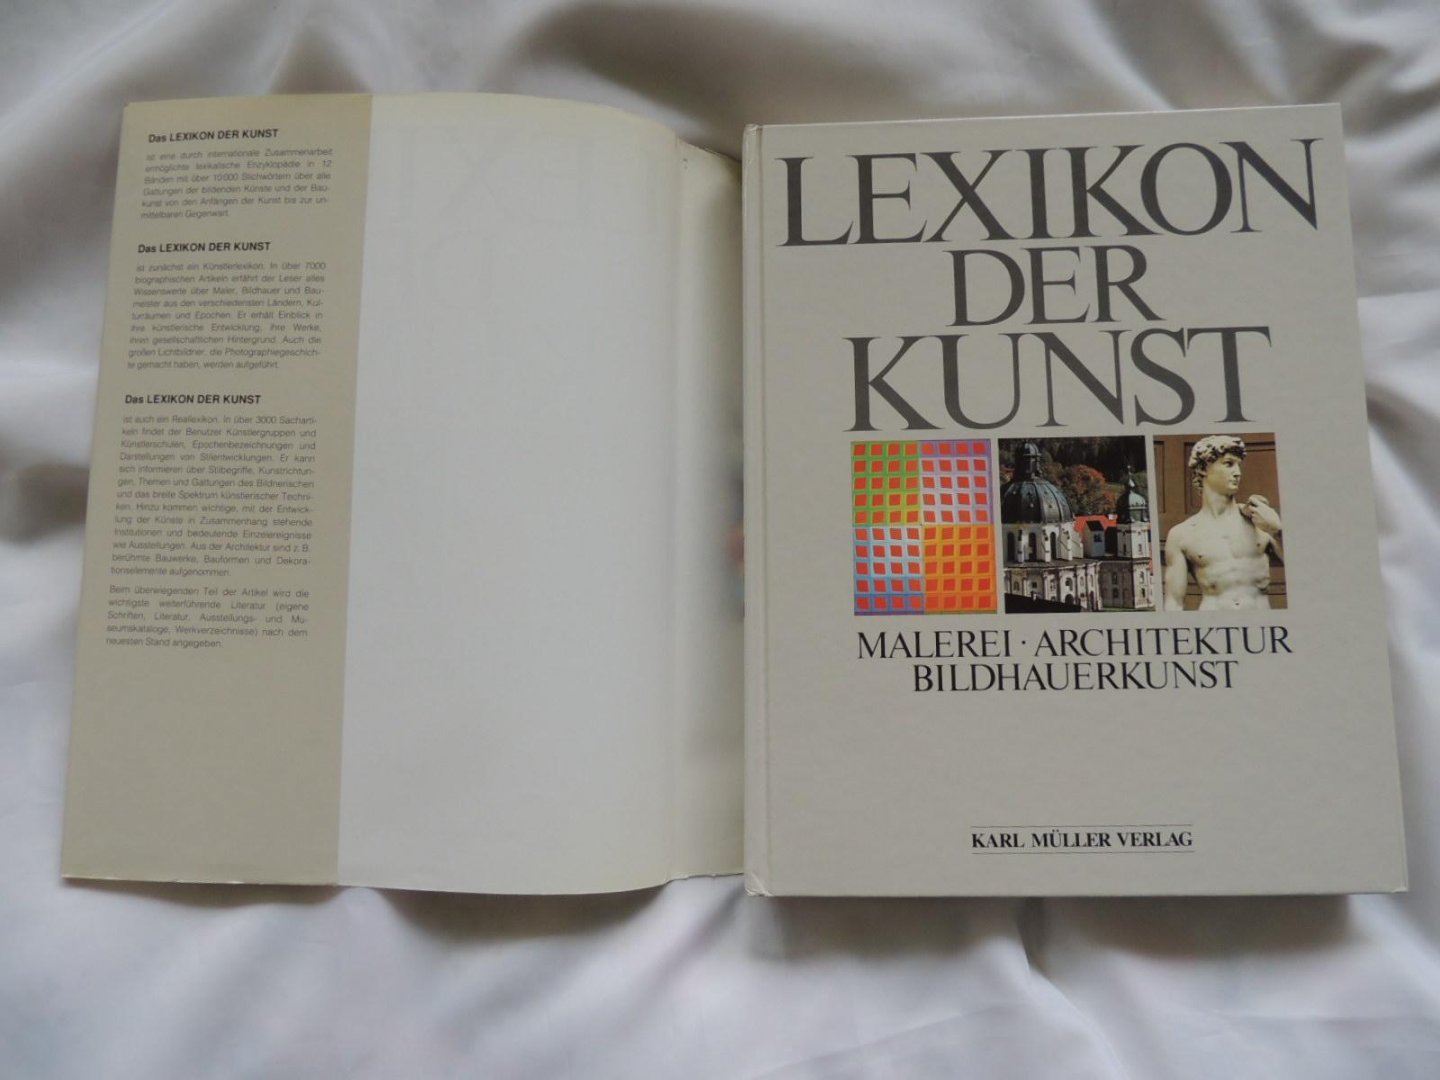 Das LEXIKON DER KUNST
ist eine durch internationale Zusammenarbeit
ermöglichte lexikalische Enzyklopädie in 12
Bänden mit über 10000 Stichwörtern über alle
Gattungen der bildenden Künste und der Bau-
kunst von den Anfängen der Kunst bis zur un-
mittelbaren Gegenwart.
Das LEXIKON DER KUNST
ist zunächst ein Künstlerlexikon. In über 7000
biographischen Artikeln erfährt der Leser alles
Wissenswerte über Maler, Bildhauer und Bau-
meister aus den verschiedensten Ländern, Kul-
turräumen und Epochen. Er erhält Einblick in
ihre künstlerische Entwicklung, ihre Werke,
ihren gesellschaftlichen Hintergrund. Auch die
großen Lichtbildner, die Photographiegeschich-
te gemacht haben, werden aufgeführt.
Das LEXIKON DER KUNST
ist auch ein Reallexikon. In über 3000 Sacharti-
keln findet der Benutzer Künstlergruppen und
Künstlerschulen, Epochenbezeichnungen und
Darstellungen von Stilentwicklungen. Er kann
sich informieren über Stilbegriffe, Kunstrichtun-
gen, Themen und Gattungen des Bildnerischen
und das breite Spektrum künstlerischer Techni-
ken. Hinzu kommen wichtige, mit der Entwick-
lung der Künste in Zusammenhang stehende
Institutionen und bedeutende Einzelereignisse
wie Ausstellungen. Aus der Architektur sind z. B.
berühmte Bauwerke, Bauformen und Dekora-
tionselemente aufgenommen.
Beim überwiegenden Teil der Artikel wird die
wichtigste weiterführende Literatur (eigene
Schriften, Literatur, Ausstellungs- und Mu-
seumskataloge, Werkverzeichnisse) nach dem
neuesten Stand angegeben.
LEXIKON
DER
KUNST
MALEREI · ARCHITEKTUR
BILDHAUERKUNST
KARL MÜLLER VERLAG